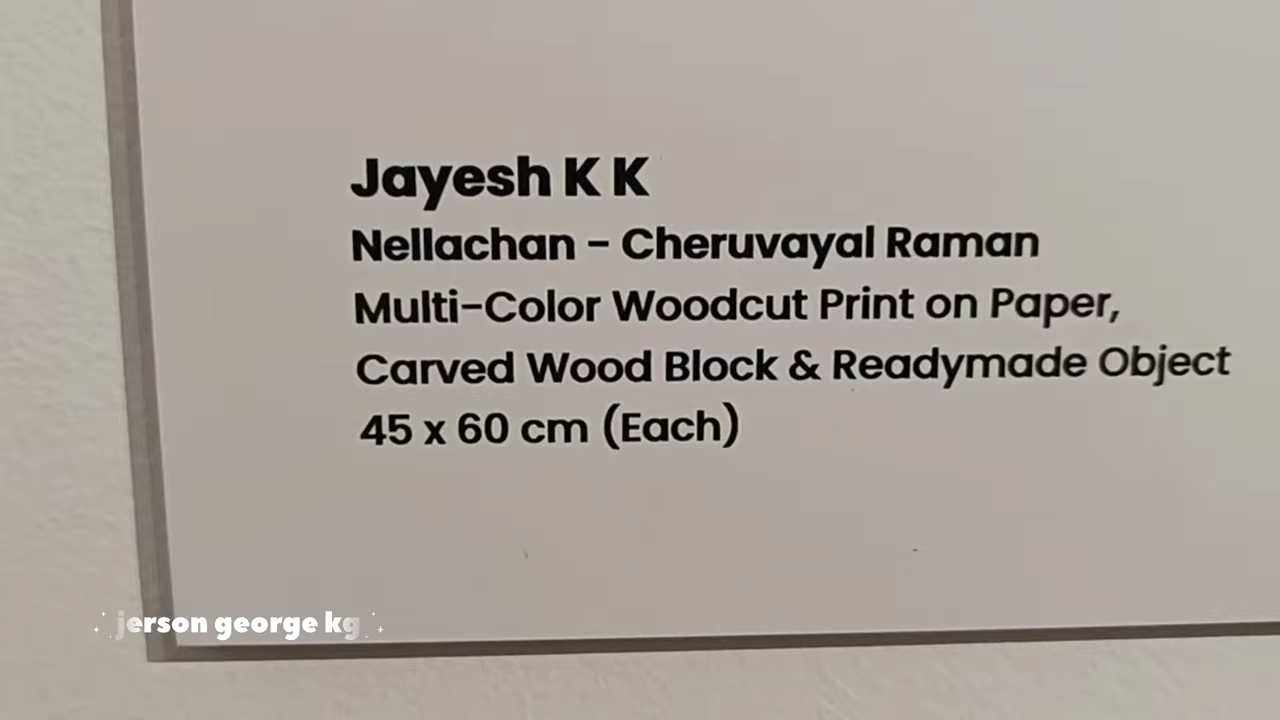 Jayesh K K
Nellachan - Cheruvayal Raman
Multi-Color Woodcut Print on Paper,
Carved Wood Block & Readymade Object
45 x 60 cm (Each)
jerson george kg